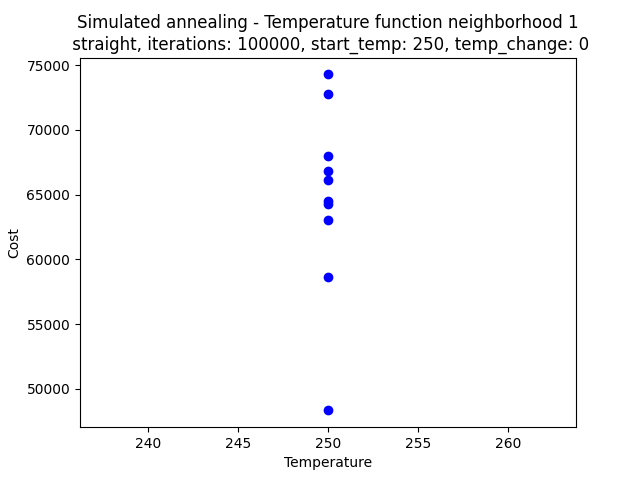 Simulated annealing - Temperature function neighborhood 1
straight, iterations: 100000, start_temp: 250, temp_change: 0
75000
70000
65000
60000
55000
50000
Cost
240 245 250 255 260
Temperature